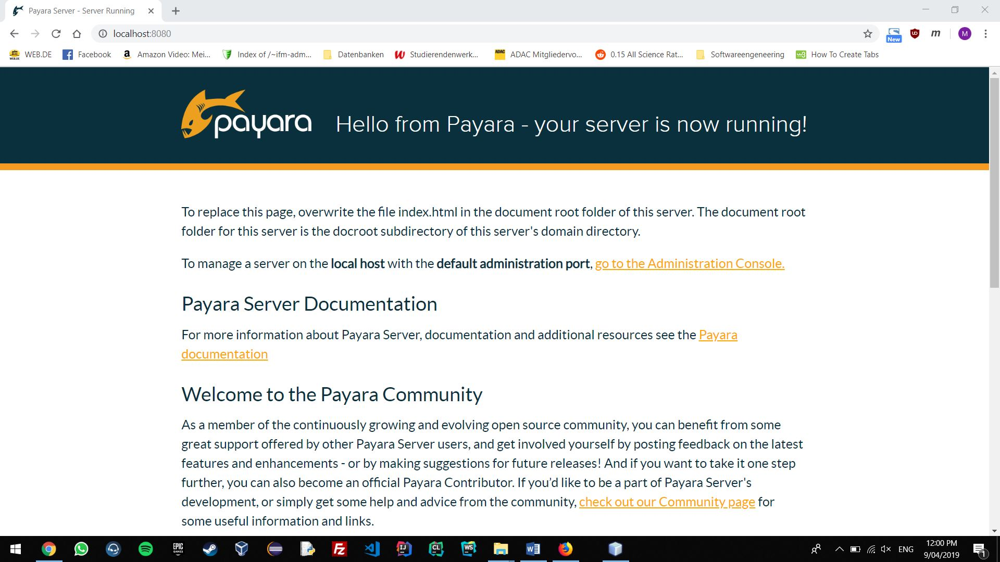 Payara Server - Server Running
localhost:8080
New
M
WEB.DE
Facebook
Amazon Video: Mei...
Index of /~ifm-adm...
Datenbanken
Studierendenwerk...
ADAC
ADAC Mitgliedervo...
0.15 All Science Rat...
Softwareengeneering
How To Create Tabs
payara
Hello from Payara - your server is now running!
To replace this page, overwrite the file index.html in the document root folder of this server. The document root
folder for this server is the docroot subdirectory of this server's domain directory.
To manage a server on the local host with the default administration port, go to the Administration Console.
Payara Server Documentation
For more information about Payara Server, documentation and additional resources see the Payara
documentation
Welcome to the Payara Community
As a member of the continuously growing and evolving open source community, you can benefit from some
great support offered by other Payara Server users, and get involved yourself by posting feedback on the latest
features and enhancements - or by making suggestions for future releases! And if you want to take it one step
further, you can also become an official Payara Contributor. If you’d like to be a part of Payara Server's
development, or simply get some help and advice from the community, check out our Community page for
some useful information and links.
EPIC
GAMES
FZ
IJ
CL
WS
ENG
12:00 PM
9/04/2019
1